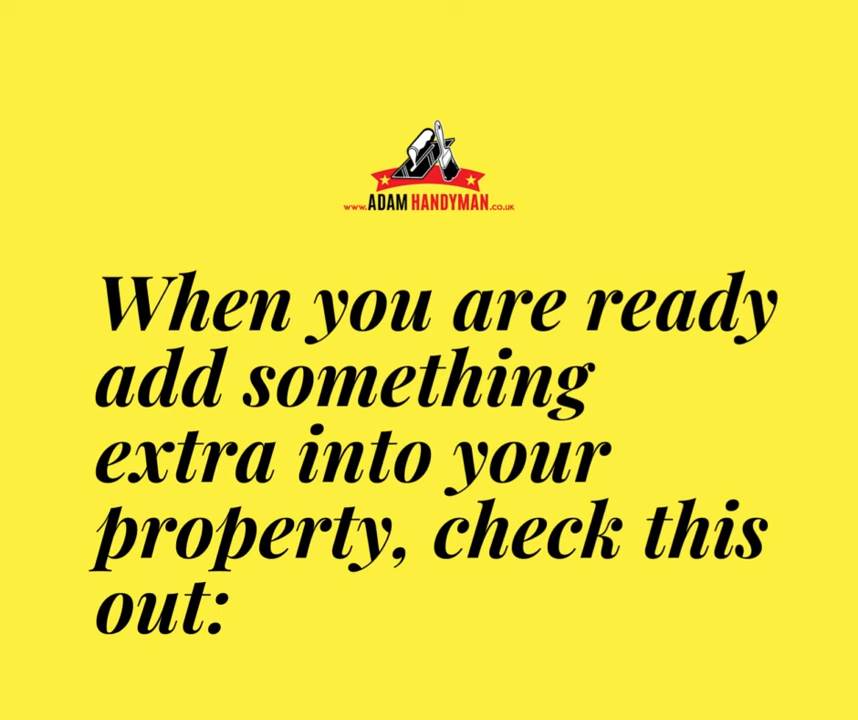 www.ADAM HANDYMAN.co.uk
When you are ready
add something
extra into your
property, check this
out: